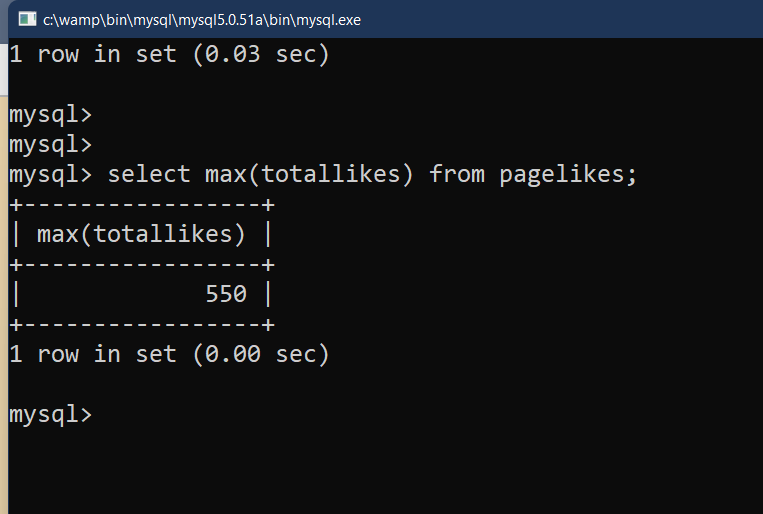 c:\wamp\bin\mysql\mysql5.0.51a\bin\mysql.exe
1 row in set (0.03 sec)
mysql>
mysql>
mysql> select max(totallikes) from pagelikes;
+-----------------+
| max(totallikes) |
+-----------------+
|             550 |
+-----------------+
1 row in set (0.00 sec)
mysql>